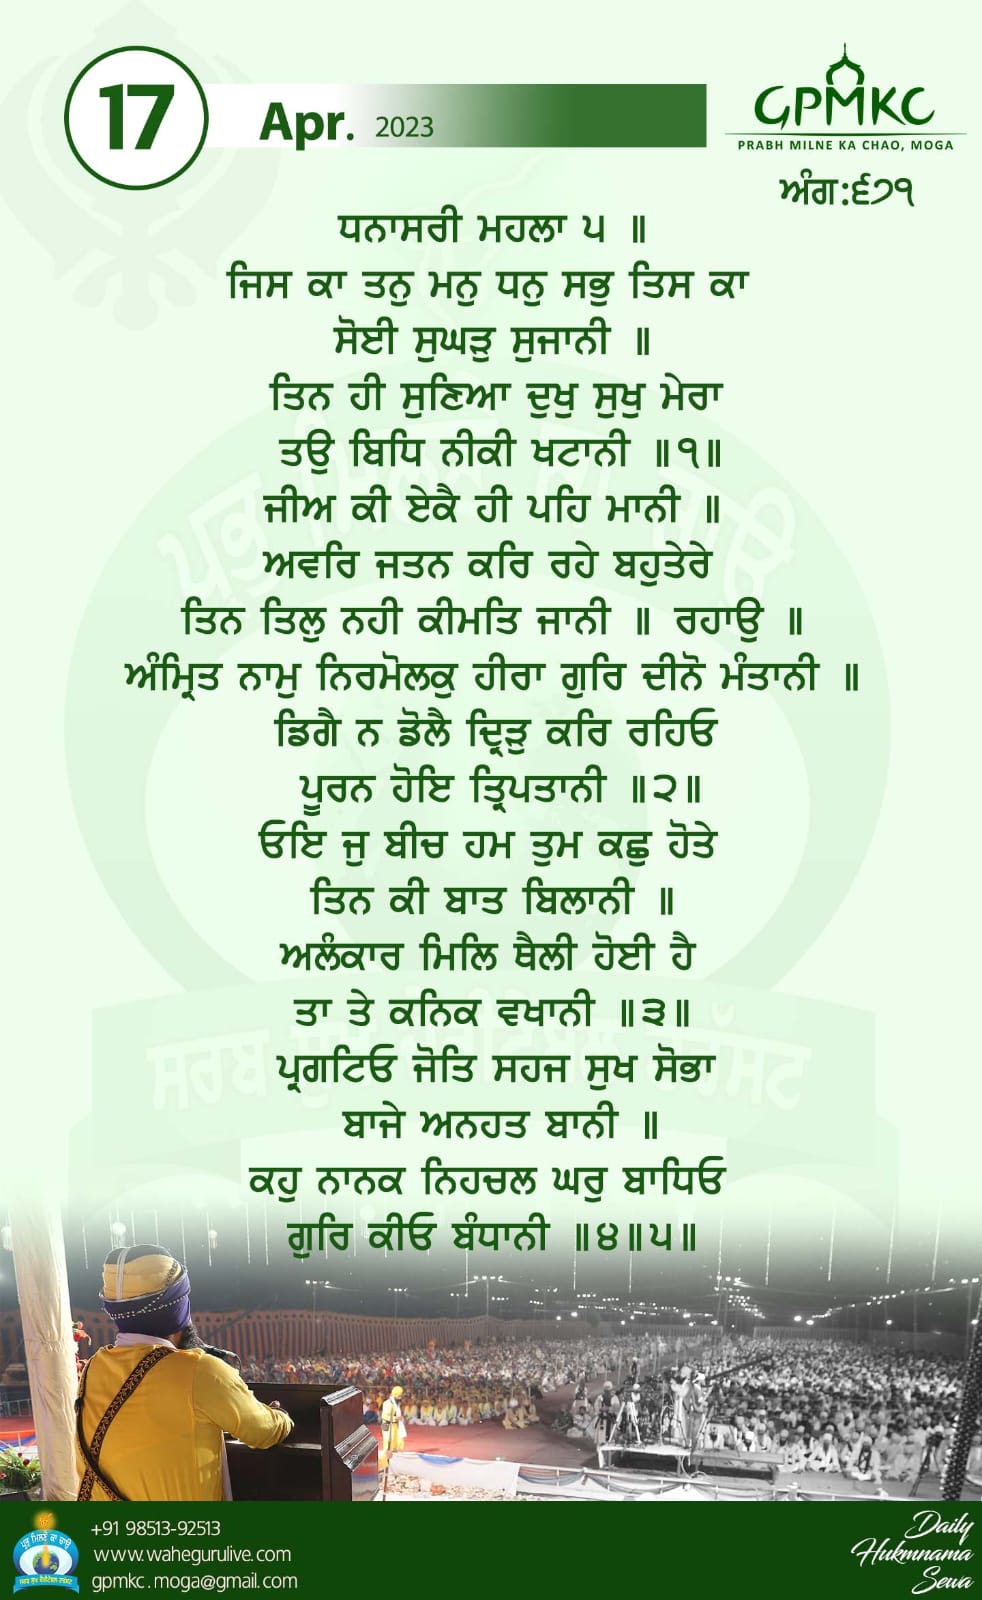 17
Apr. 2023
GPMKC
PRABH MILNE KA CHAO, MOGA
ਅੰਗ:੬੭੧
ਧਨਾਸਰੀ ਮਹਲਾ ੫ ॥
ਜਿਸ ਕਾ ਤਨੁ ਮਨੁ ਧਨੁ ਸਭੁ ਤਿਸ ਕਾ
ਸੋਈ ਸੁਘੜੁ ਸੁਜਾਨੀ ॥
ਤਿਨ ਹੀ ਸੁਣਿਆ ਦੁਖੁ ਸੁਖੁ ਮੇਰਾ
ਤਉ ਬਿਧਿ ਨੀਕੀ ਖਟਾਨੀ ॥੧॥
ਜੀਅ ਕੀ ਏਕੈ ਹੀ ਪਹਿ ਮਾਨੀ ॥
ਅਵਰਿ ਜਤਨ ਕਰਿ ਰਹੇ ਬਹੁਤੇਰੇ
ਤਿਨ ਤਿਲੁ ਨਹੀ ਕੀਮਤਿ ਜਾਨੀ ॥ ਰਹਾਉ ॥
ਅੰਮ੍ਰਿਤ ਨਾਮੁ ਨਿਰਮੋਲਕੁ ਹੀਰਾ ਗੁਰਿ ਦੀਨੋ ਮੰਤਾਨੀ ॥
ਡਿਗੈ ਨ ਡੋਲੈ ਦ੍ਰਿੜੁ ਕਰਿ ਰਹਿਓ
ਪੂਰਨ ਹੋਇ ਤ੍ਰਿਪਤਾਨੀ ॥੨॥
ਓਇ ਜੁ ਬੀਚ ਹਮ ਤੁਮ ਕਛੁ ਹੋਤੇ
ਤਿਨ ਕੀ ਬਾਤ ਬਿਲਾਨੀ ॥
ਅਲੰਕਾਰ ਮਿਲਿ ਥੈਲੀ ਹੋਈ ਹੈ
ਤਾ ਤੇ ਕਨਿਕ ਵਖਾਨੀ ॥੩॥
ਪ੍ਰਗਟਿਓ ਜੋਤਿ ਸਹਜ ਸੁਖ ਸੋਭਾ
ਬਾਜੇ ਅਨਹਤ ਬਾਨੀ ॥
ਕਹੁ ਨਾਨਕ ਨਿਹਚਲ ਘਰੁ ਬਾਧਿਓ
ਗੁਰਿ ਕੀਓ ਬੰਧਾਨੀ ॥੪॥੫॥
ਪ੍ਰਭ ਮਿਲਣੈ ਕਾ ਚਾਉ
+91 98513-92513
www.wahegurulive.com
gpmkc.moga@gmail.com
Daily
Hukmnama
Sewa